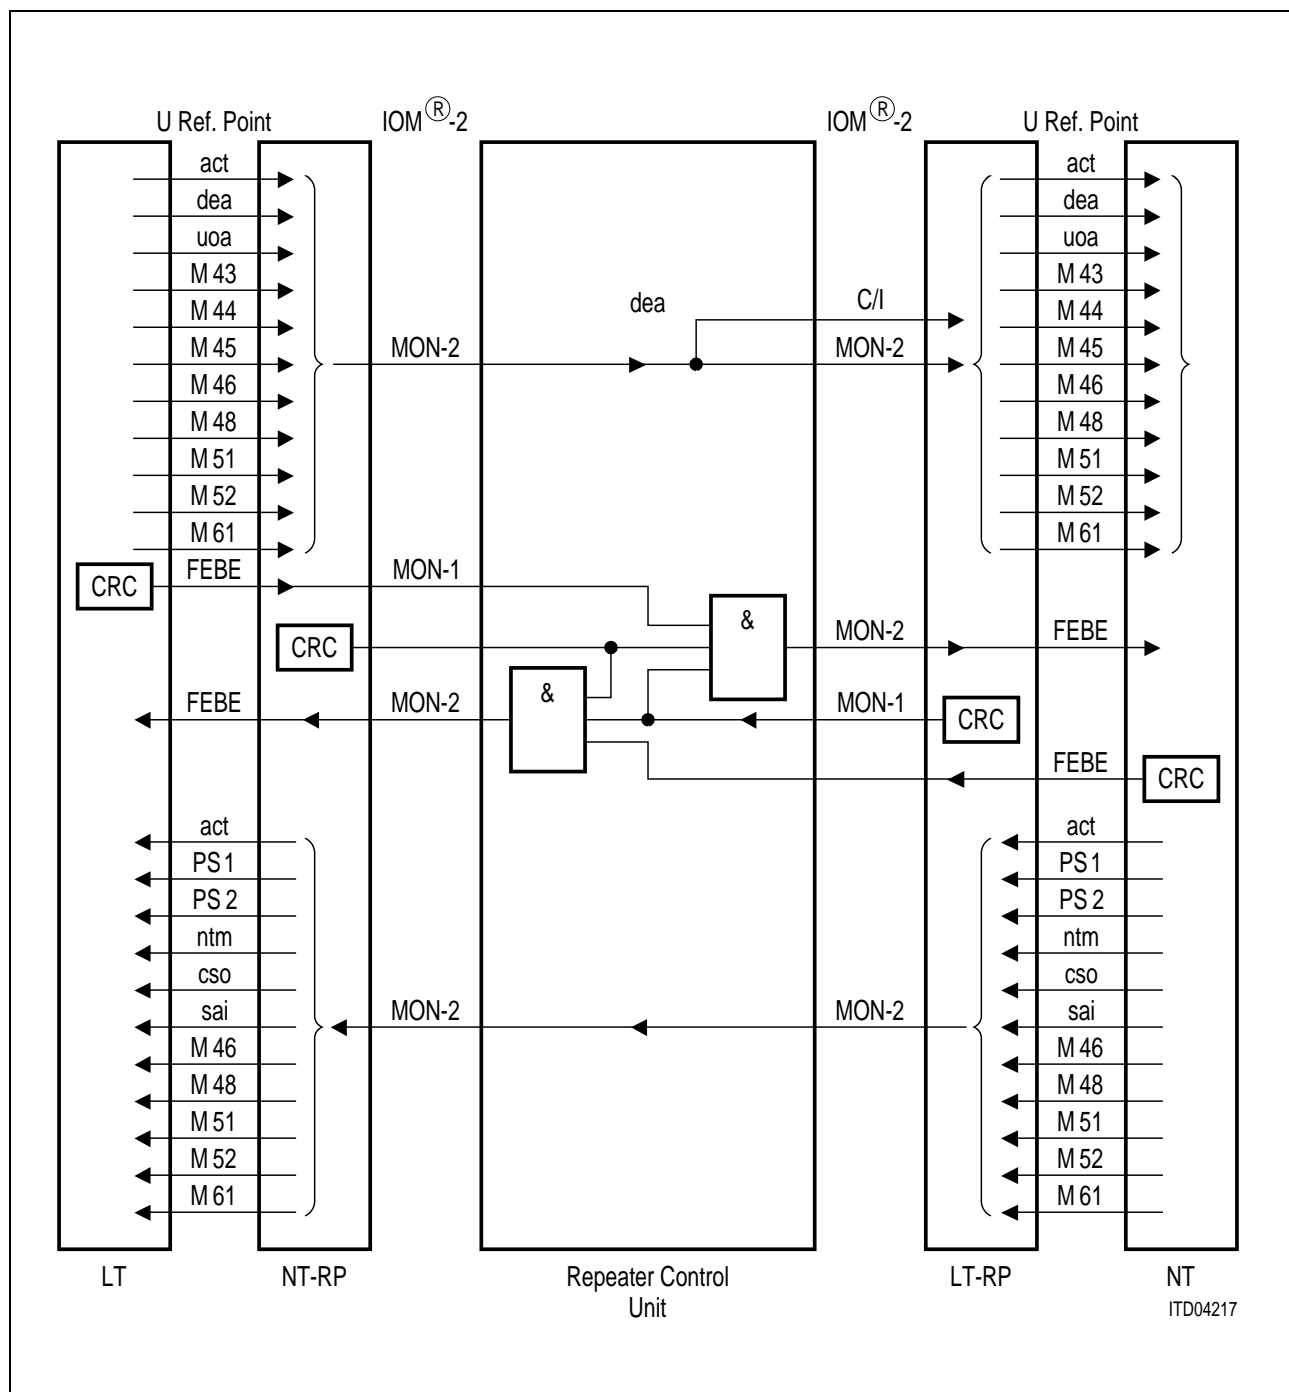 U Ref. Point IOM®-2 IOM®-2 U Ref. Point
act act
dea dea
uoa uoa
M 43 M 43
dea C/I
M 44 M 44
M 45 MON-2 MON-2 M 45
M 46 M 46
M 48 M 48
M 51 M 51
M 52 M 52
M 61 M 61
CRC FEBE MON-1
CRC & MON-2 FEBE
FEBE MON-2 & MON-1 CRC
FEBE CRC
act act
PS 1 PS 1
PS 2 PS 2
ntm ntm
cso cso
sai MON-2 MON-2 sai
M 46 M 46
M 48 M 48
M 51 M 51
M 52 M 52
M 61 M 61
LT NT-RP Repeater Control LT-RP NT
Unit
ITD04217